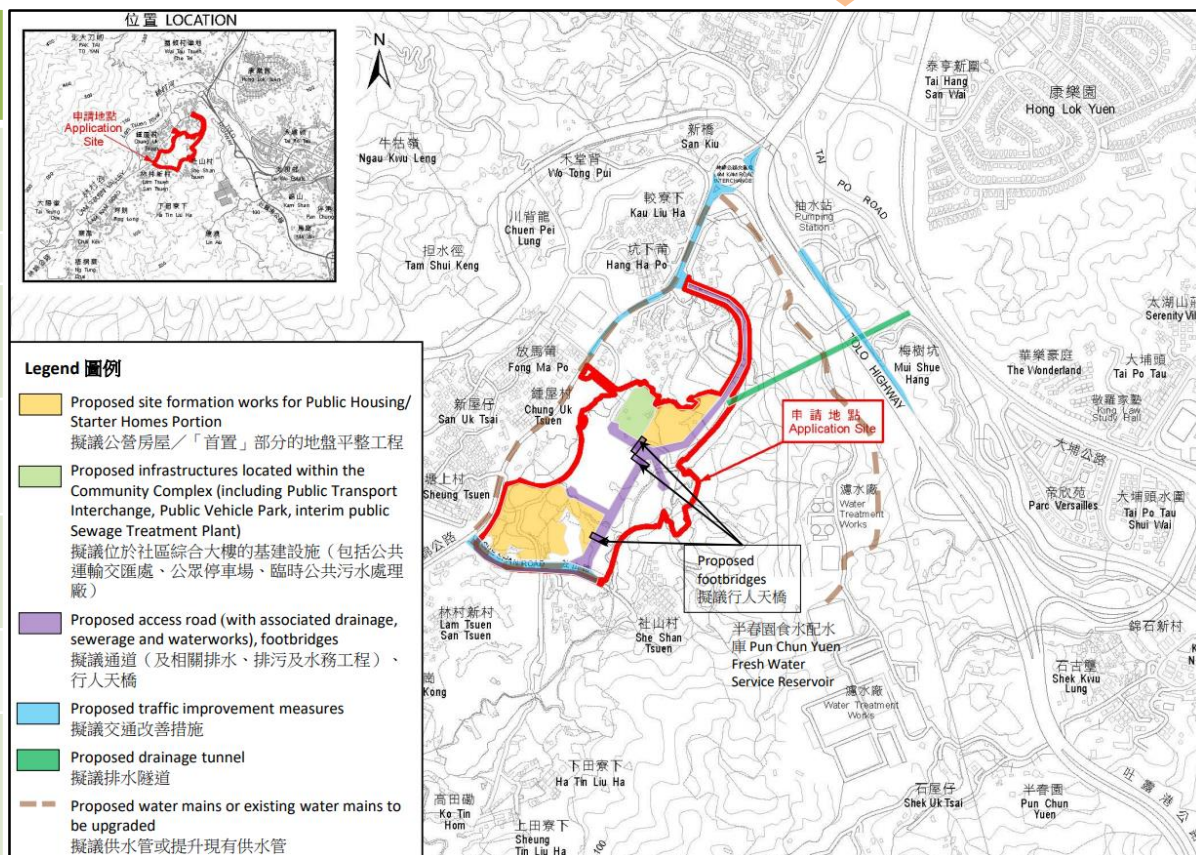 位置 LOCATION
申請地點
Application
Site
N
Legend 圖例
Proposed site formation works for Public Housing/
Starter Homes Portion
擬議公營房屋／「首置」部分的地盤平整工程
Proposed infrastructures located within the
Community Complex (including Public Transport
Interchange, Public Vehicle Park, interim public
Sewage Treatment Plant)
擬議位於社區綜合大樓的基建設施（包括公共
運輸交匯處、公眾停車場、臨時公共污水處理
廠）
Proposed access road (with associated drainage,
sewerage and waterworks), footbridges
擬議通道（及相關排水、排污及水務工程）、
行人天橋
Proposed traffic improvement measures
擬議交通改善措施
Proposed drainage tunnel
擬議排水隧道
Proposed water mains or existing water mains to
be upgraded
擬議供水管或提升現有供水管
泰亨新圍
Tai Hang
San Wai
康樂園
Hong Lok Yuen
牛牯嶺
Ngau Kwu Leng
新橋
San Kiu
禾堂背
Wo Tong Pui
較寮下
Kau Liu Ha
TAI PO ROAD
抽水站
Pumping
Station
川背龍
Chuen Pei
Lung
担水徑
Tam Shui Keng
坑下莆
Hang Ha Po
放馬莆
Fong Ma Po
新屋仔
San Uk Tsai
鍾屋村
Chung Uk
Tsuen
塘上村
Sheung Tsuen
TOLO HIGHWAY
梅樹坑
Mui Shue
Hang
太湖山莊
Serenity Vil
華樂豪庭
The Wonderland
大埔頭
Tai Po Tau
敬羅家塾
King Law
Study Hall
申請地點
Application Site
大埔公路
帝欣苑
Parc Versailles
大埔頭水圍
Tai Po Tau
Shui Wai
濾水廠
Water
Treatment
Works
Proposed
footbridges
擬議行人天橋
林村新村
Lam Tsuen
San Tsuen
社山村
She Shan
Tsuen
半春園食水配水
庫 Pun Chun Yuen
Fresh Water
Service Reservoir
錦石新村
石古壟
Shek Kwu
Lung
濾水廠
Water Treatment
Works
Kong
下田寮下
Ha Tin Liu Ha
高田磡
Ko Tin
Hom
上田寮下
Sheung
Tin Liu Ha
100
石屋仔
Shek Uk Tsai
半春園
Pun Chun
Yuen
吐露港公